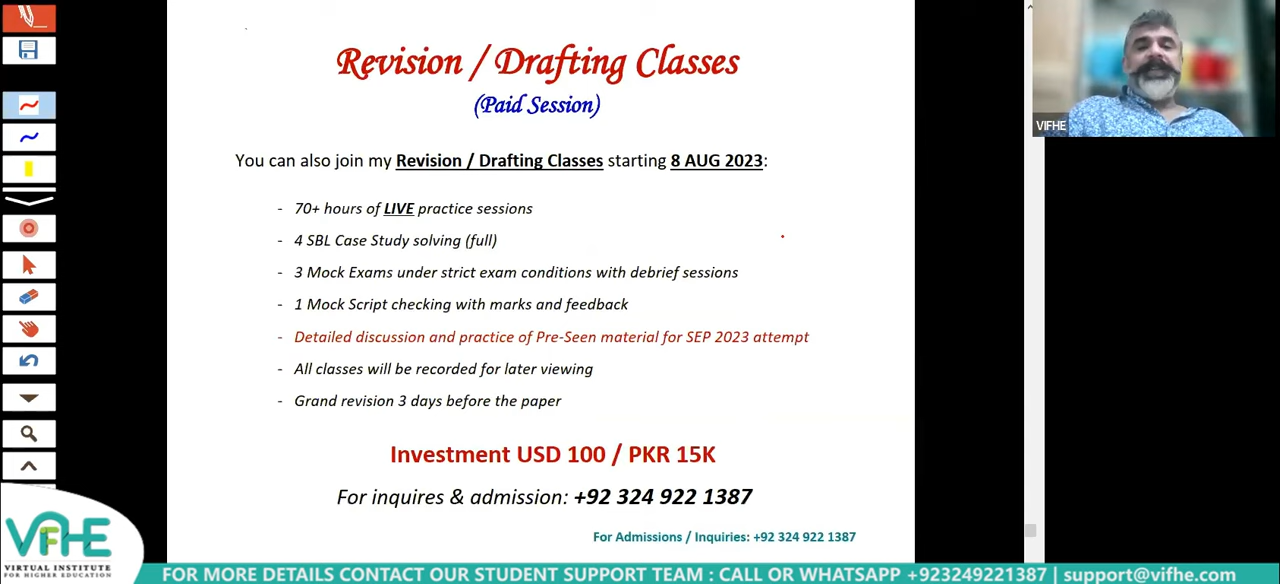 Revision / Drafting Classes
(Paid Session)
VIFHE
You can also join my Revision / Drafting Classes starting 8 AUG 2023:
- 70+ hours of LIVE practice sessions
- 4 SBL Case Study solving (full)
- 3 Mock Exams under strict exam conditions with debrief sessions
- 1 Mock Script checking with marks and feedback
- Detailed discussion and practice of Pre-Seen material for SEP 2023 attempt
- All classes will be recorded for later viewing
- Grand revision 3 days before the paper
Investment USD 100 / PKR 15K
For inquires & admission: +92 324 922 1387
For Admissions / Inquiries: +92 324 922 1387
VIFHE
VIRTUAL INSTITUTE
FOR HIGHER EDUCATION
FOR MORE DETAILS CONTACT OUR STUDENT SUPPORT TEAM : CALL OR WHATSAPP +923249221387 | support@vifhe.com